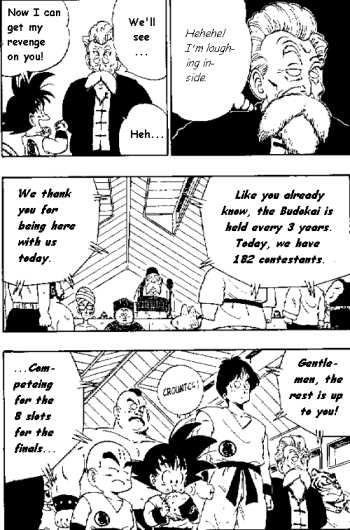 Now I can
get my
revenge
on you!
We'll
see
...
Heh...
Hehehe!
I'm laugh-
ing in-
side.
We thank
you for
being here
with us
today.
Like you already
know, the Budokai is
held every 3 years.
Today, we have
182 contestants.
...Com-
peteing
for the
8 slots
for the
finals...
CROUNTCH
Gentle-
men, the
rest is up
to you!